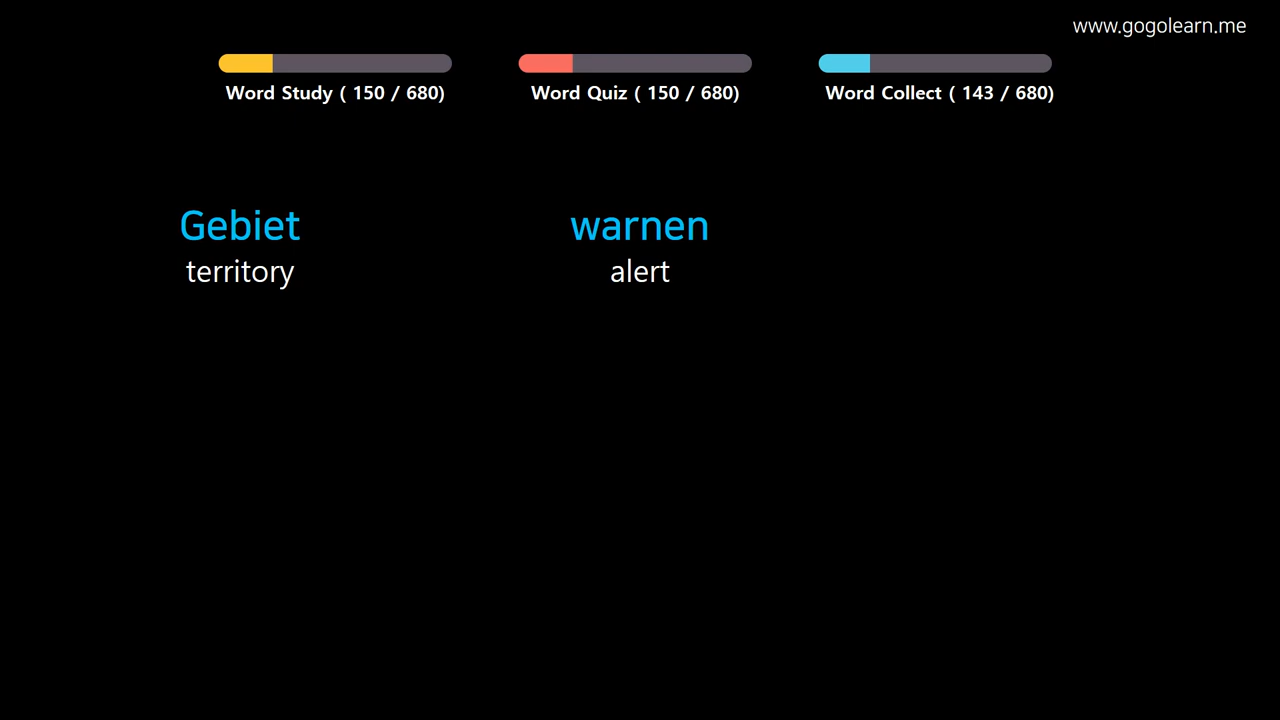 www.gogolearn.me
Word Study ( 150 / 680)
Word Quiz ( 150 / 680)
Word Collect ( 143 / 680)
Gebiet
territory
warnen
alert